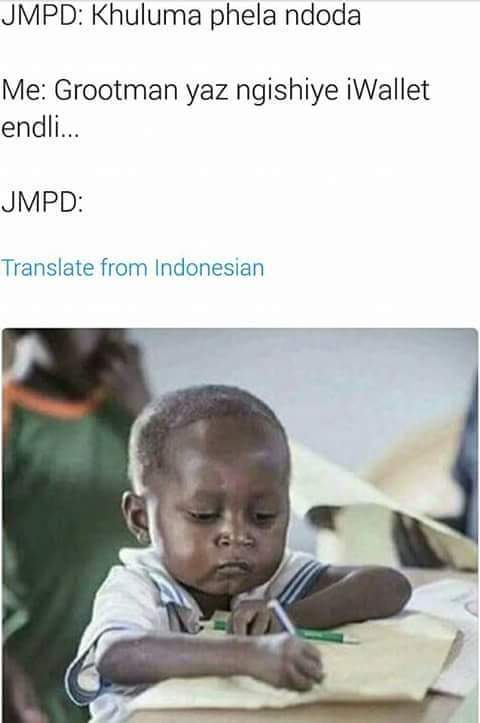 JMPD: Khuluma phela ndoda
Me: Grootman yaz ngishiye iWallet
endli...
JMPD:
Translate from Indonesian